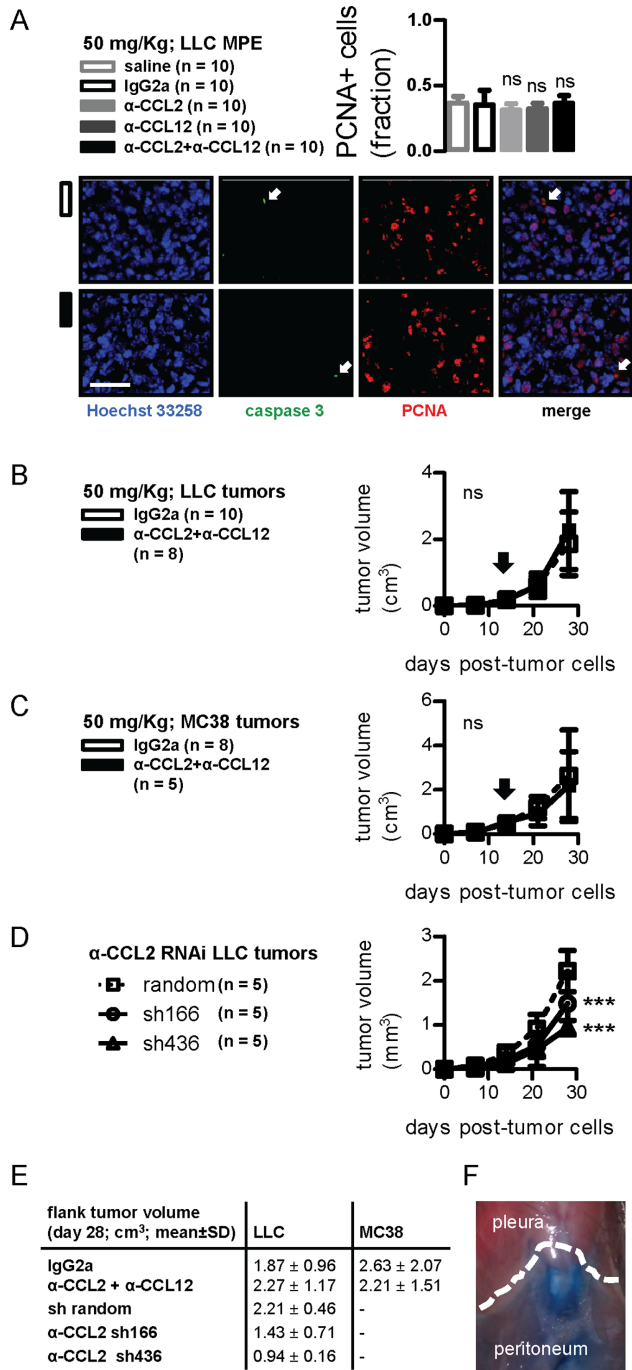 A
50 mg/Kg; LLC MPE
saline (n = 10)
IgG2a (n = 10)
α-CCL2 (n = 10)
α-CCL12 (n = 10)
α-CCL2+α-CCL12 (n = 10)
PCNA+ cells
(fraction)
1.0
0.5
0.0
ns
ns
ns
Hoechst 33258
caspase 3
PCNA
merge
B
50 mg/Kg; LLC tumors
IgG2a (n = 10)
α-CCL2+α-CCL12
(n = 8)
tumor volume
(cm³)
4
2
0
ns
0 10 20 30
days post-tumor cells
C
50 mg/Kg; MC38 tumors
IgG2a (n = 8)
α-CCL2+α-CCL12
(n = 5)
tumor volume
(cm³)
6
4
2
0
ns
0 10 20 30
days post-tumor cells
D
α-CCL2 RNAi LLC tumors
random (n = 5)
sh166 (n = 5)
sh436 (n = 5)
tumor volume
(mm³)
3
2
1
0
***
***
0 10 20 30
days post-tumor cells
E
flank tumor volume
(day 28; cm³; mean±SD) LLC MC38
IgG2a 1.87 ± 0.96 2.63 ± 2.07
α-CCL2 + α-CCL12 2.27 ± 1.17 2.21 ± 1.51
sh random 2.21 ± 0.46 -
α-CCL2 sh166 1.43 ± 0.71 -
α-CCL2 sh436 0.94 ± 0.16 -
F
pleura
peritoneum